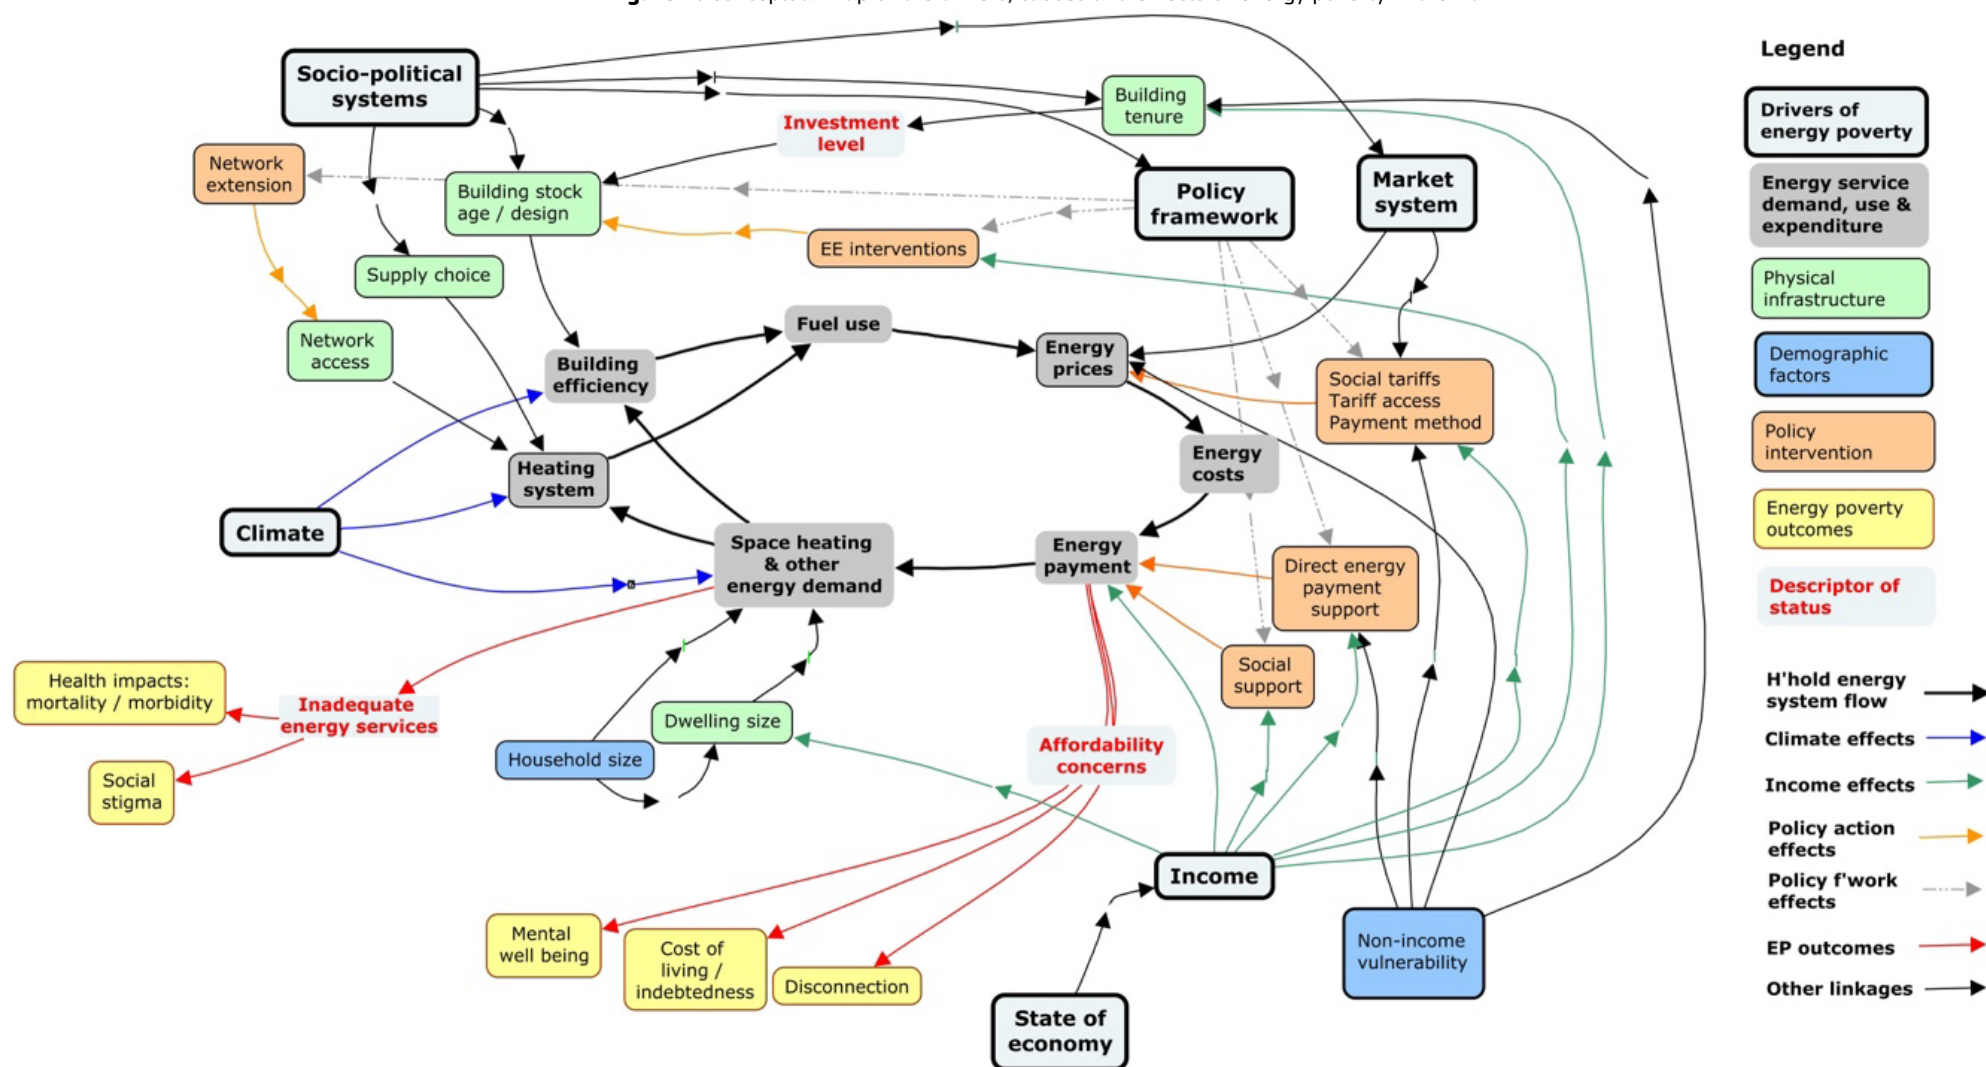 Legend
Socio-political
systems
Building
tenure
Investment
level
Network
extension
Building stock
age / design
Policy
framework
Market
system
EE interventions
Supply choice
Network
access
Fuel use
Building
efficiency
Energy
prices
Social tariffs
Tariff access
Payment method
Heating
system
Energy
costs
Climate
Space heating
& other
energy demand
Energy
payment
Direct energy
payment
support
Social
support
Health impacts:
mortality / morbidity
Inadequate
energy services
Dwelling size
Household size
Affordability
concerns
Social
stigma
Income
Mental
well being
Cost of
living /
indebtedness
Disconnection
Non-income
vulnerability
State of
economy
Drivers of
energy poverty
Energy service
demand, use &
expenditure
Physical
infrastructure
Demographic
factors
Policy
intervention
Energy poverty
outcomes
Descriptor of
status
H'hold energy
system flow
Climate effects
Income effects
Policy action
effects
Policy f'work
effects
EP outcomes
Other linkages